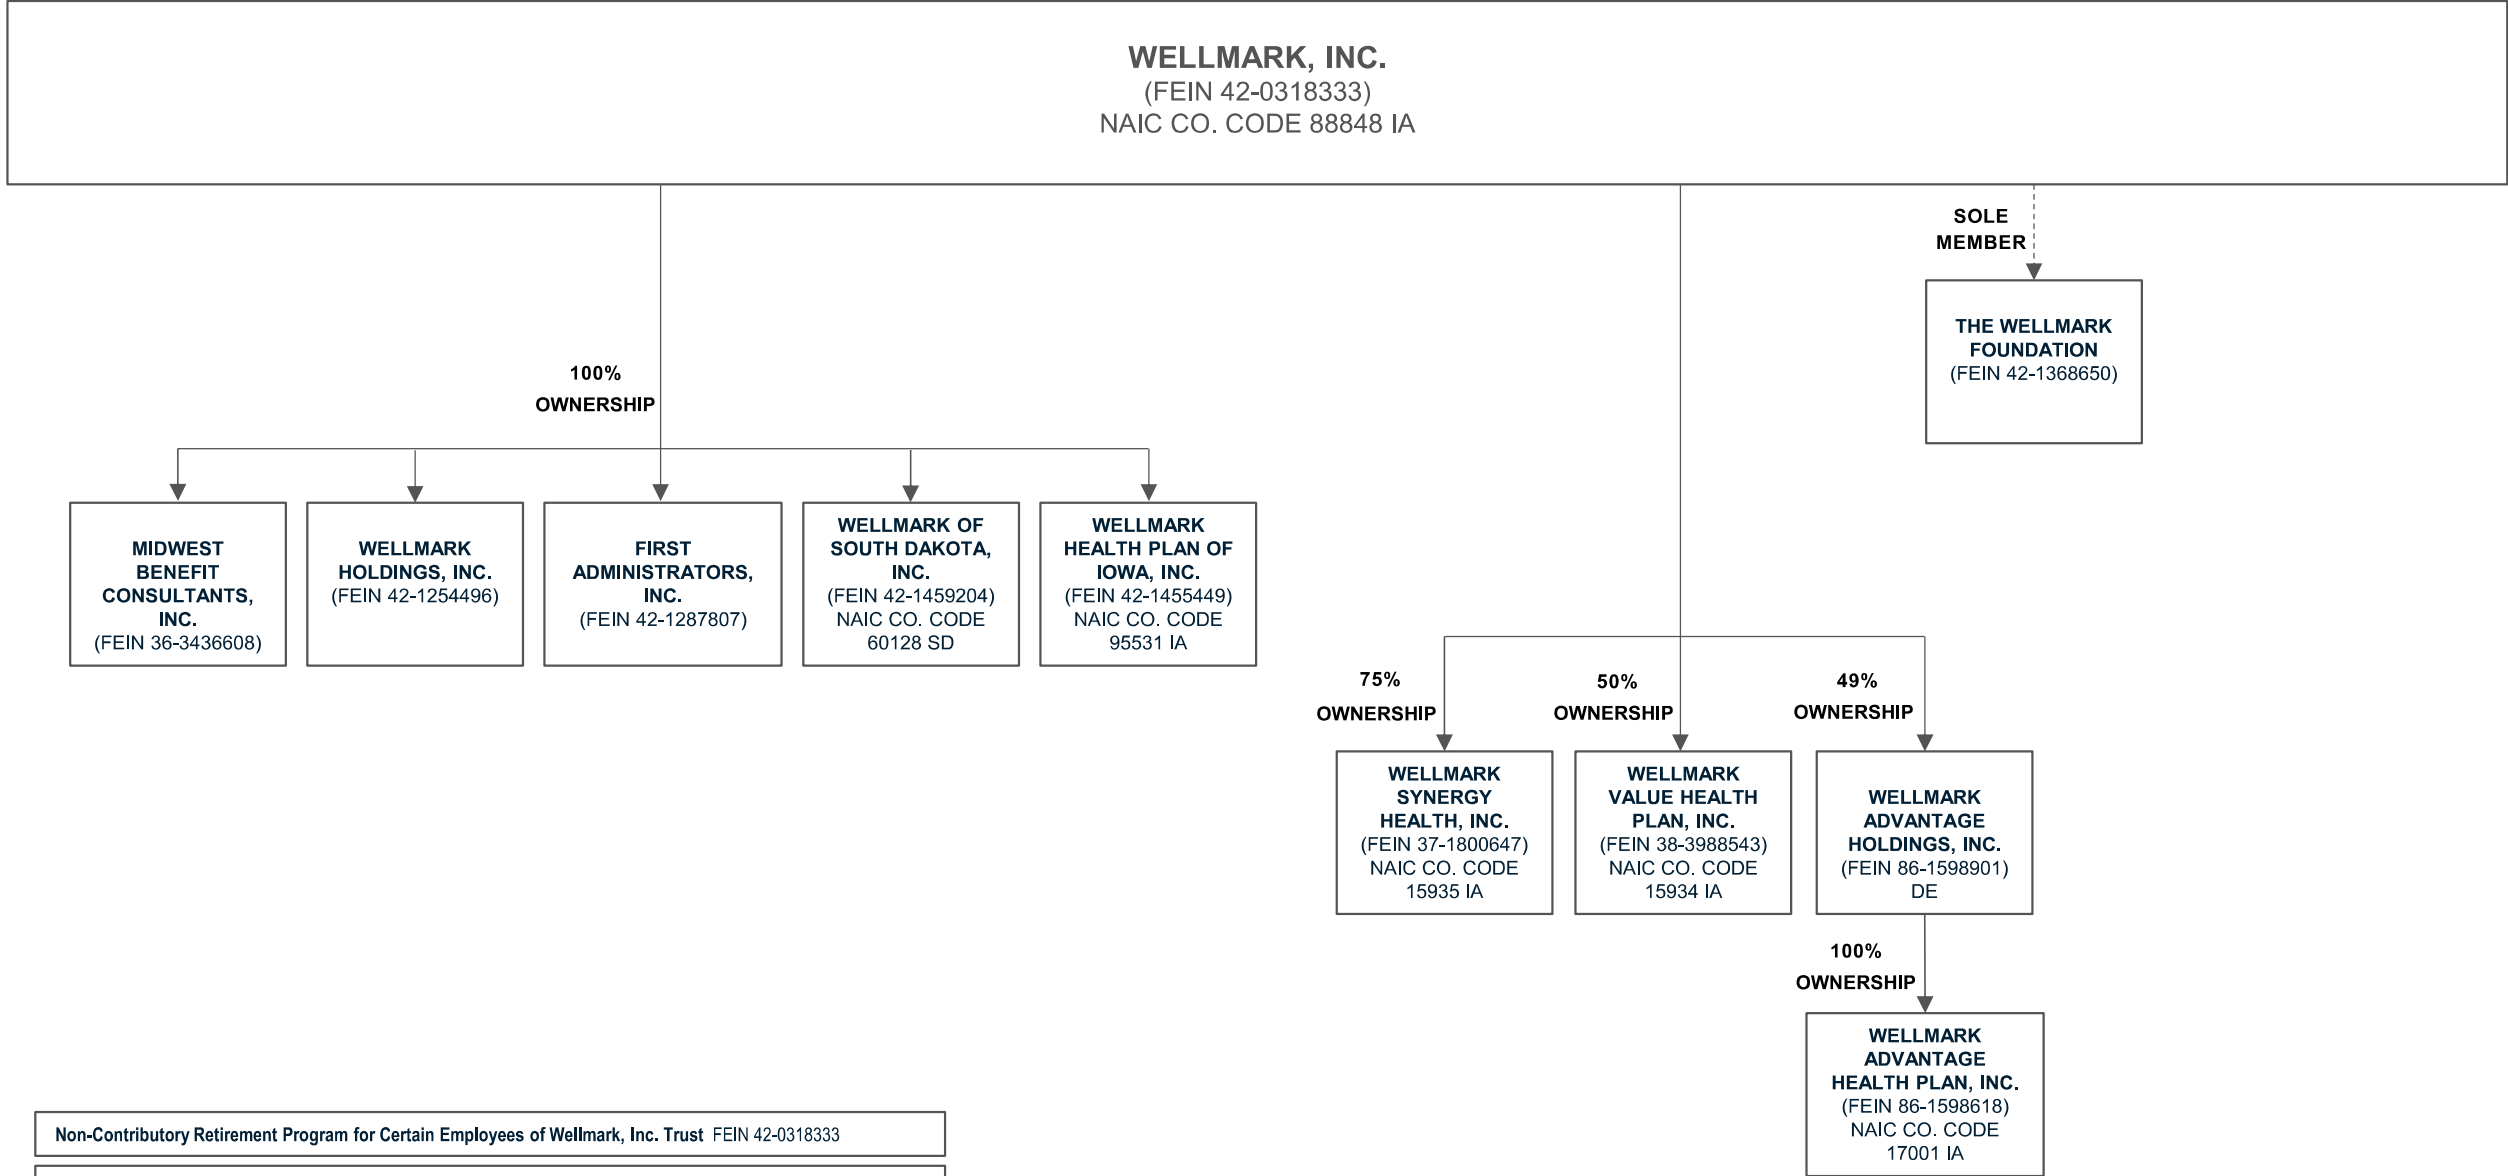 WELLMARK, INC.
(FEIN 42-0318333)
NAIC CO. CODE 88848 IA
SOLE
MEMBER
THE WELLMARK
FOUNDATION
(FEIN 42-1368650)
100%
OWNERSHIP
MIDWEST
BENEFIT
CONSULTANTS,
INC.
(FEIN 36-3436608)
WELLMARK
HOLDINGS, INC.
(FEIN 42-1254496)
FIRST
ADMINISTRATORS,
INC.
(FEIN 42-1287807)
WELLMARK OF
SOUTH DAKOTA,
INC.
(FEIN 42-1459204)
NAIC CO. CODE
60128 SD
WELLMARK
HEALTH PLAN OF
IOWA, INC.
(FEIN 42-1455449)
NAIC CO. CODE
95531 IA
75%
OWNERSHIP
50%
OWNERSHIP
49%
OWNERSHIP
WELLMARK
SYNERGY
HEALTH, INC.
(FEIN 37-1800647)
NAIC CO. CODE
15935 IA
WELLMARK
VALUE HEALTH
PLAN, INC.
(FEIN 38-3988543)
NAIC CO. CODE
15934 IA
WELLMARK
ADVANTAGE
HOLDINGS, INC.
(FEIN 86-1598901)
DE
100%
OWNERSHIP
WELLMARK
ADVANTAGE
HEALTH PLAN, INC.
(FEIN 86-1598618)
NAIC CO. CODE
17001 IA
Non-Contributory Retirement Program for Certain Employees of Wellmark, Inc. Trust FEIN 42-0318333